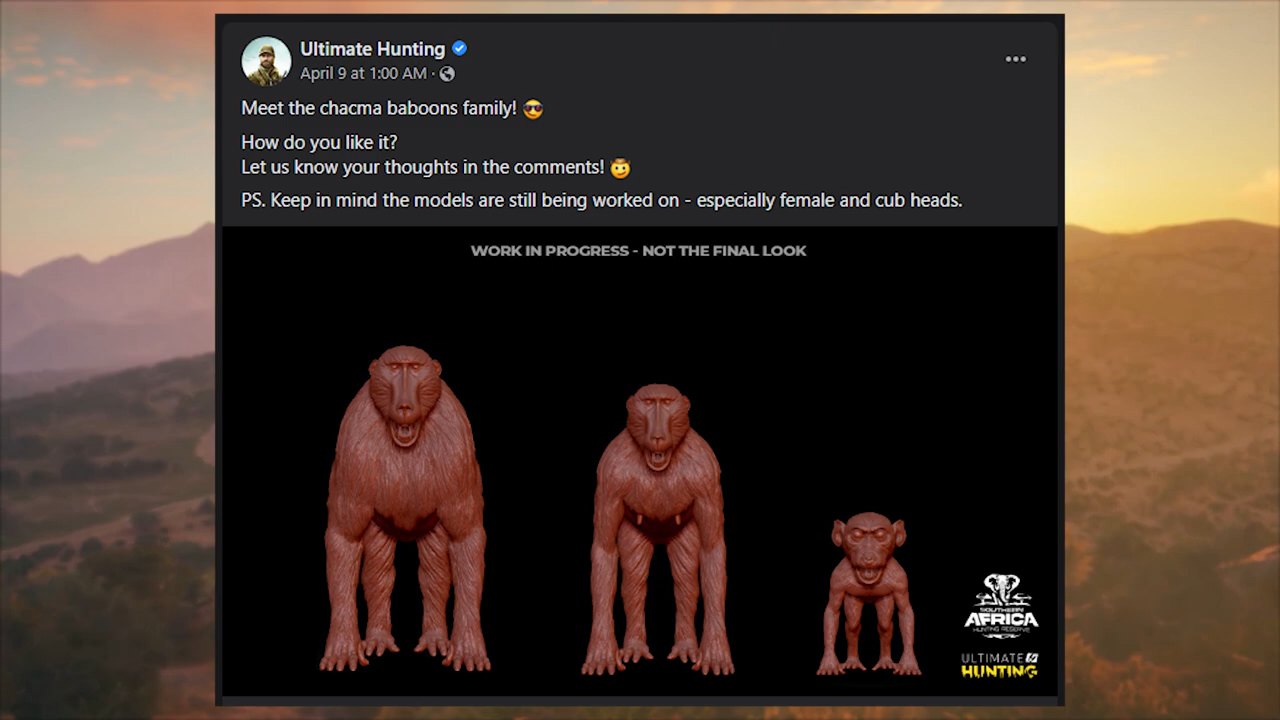 Ultimate Hunting
April 9 at 1:00 AM ·
Meet the chacma baboons family! 😎
How do you like it?
Let us know your thoughts in the comments! 🤠
PS. Keep in mind the models are still being worked on - especially female and cub heads.
WORK IN PROGRESS - NOT THE FINAL LOOK
SOUTHERN
AFRICA
HUNTING RESERVE
ULTIMATE
HUNTING